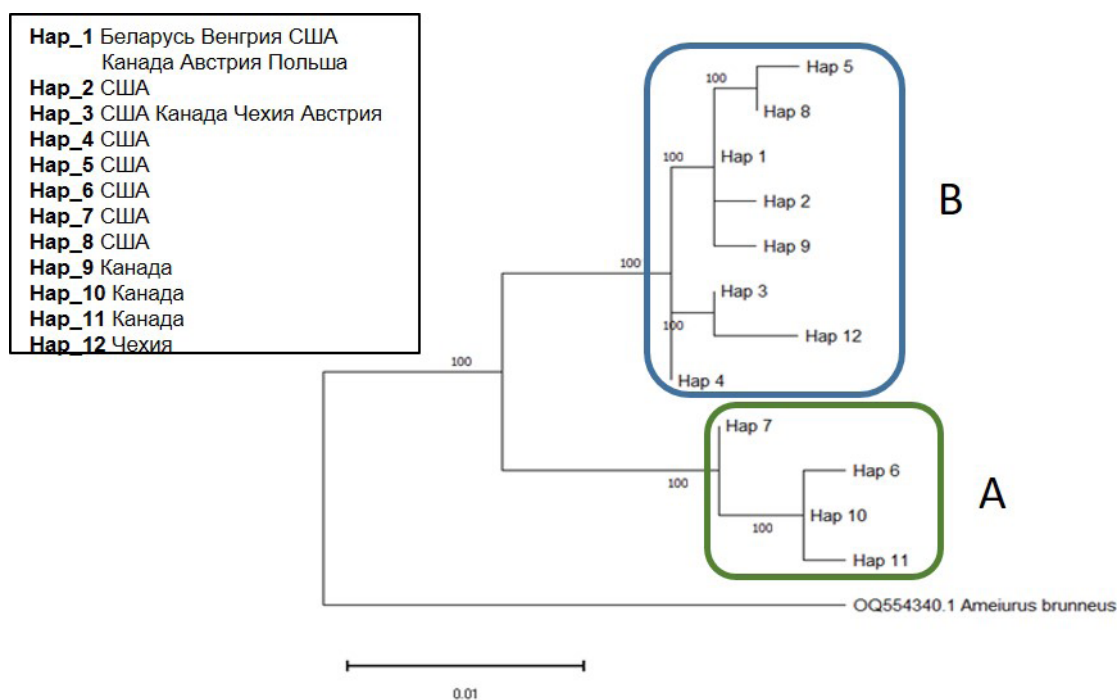 Hap_1 Беларусь Венгрия США
Канада Австрия Польша
Hap_2 США
Hap_3 США Канада Чехия Австрия
Hap_4 США
Hap_5 США
Hap_6 США
Hap_7 США
Hap_8 США
Hap_9 Канада
Hap_10 Канада
Hap_11 Канада
Hap_12 Чехия
100
Hap 5
Hap 8
100
Hap 1
Hap 2
Hap 9
B
100
Hap 3
100
Hap 12
Hap 4
100
Hap 7
Hap 6
100
A
Hap 10
100
Hap 11
OQ554340.1 Ameiurus brunneus
0.01